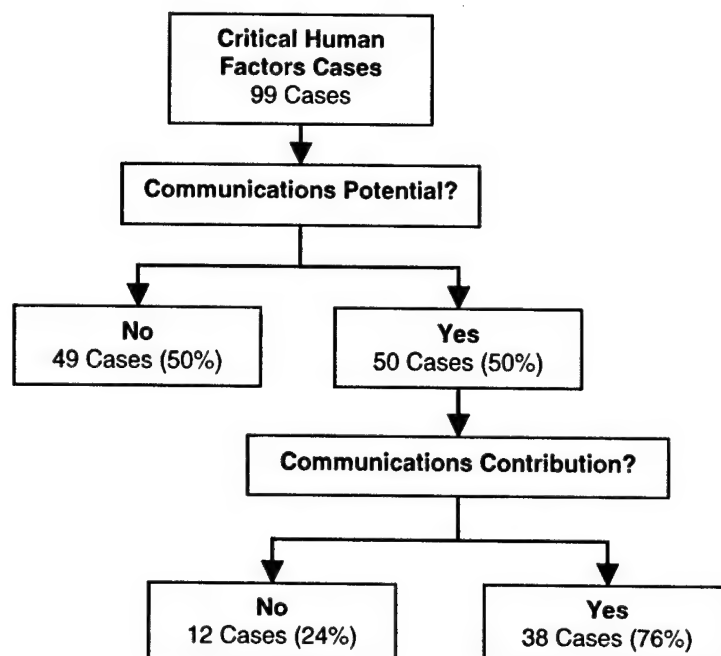 Critical Human
Factors Cases
99 Cases
Communications Potential?
No
49 Cases (50%)
Yes
50 Cases (50%)
Communications Contribution?
No
12 Cases (24%)
Yes
38 Cases (76%)